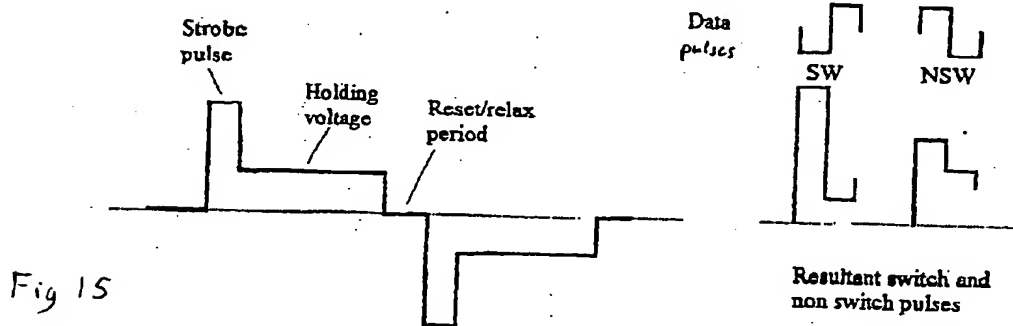 Strobe
pulse
Holding
voltage
Reset/relax
period
Data
pulses
SW
NSW
Fig 15
Resultant switch and
non switch pulses